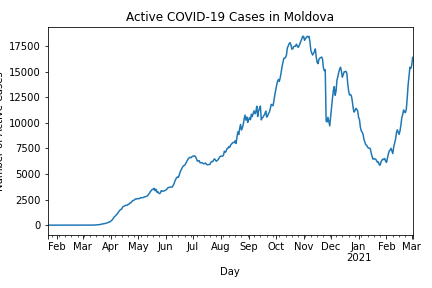 Active COVID-19 Cases in Moldova
Number of Active Cases
17500
15000
12500
10000
7500
5000
2500
0
Feb Mar Apr May Jun Jul Aug Sep Oct Nov Dec Jan Feb Mar
2021
Day